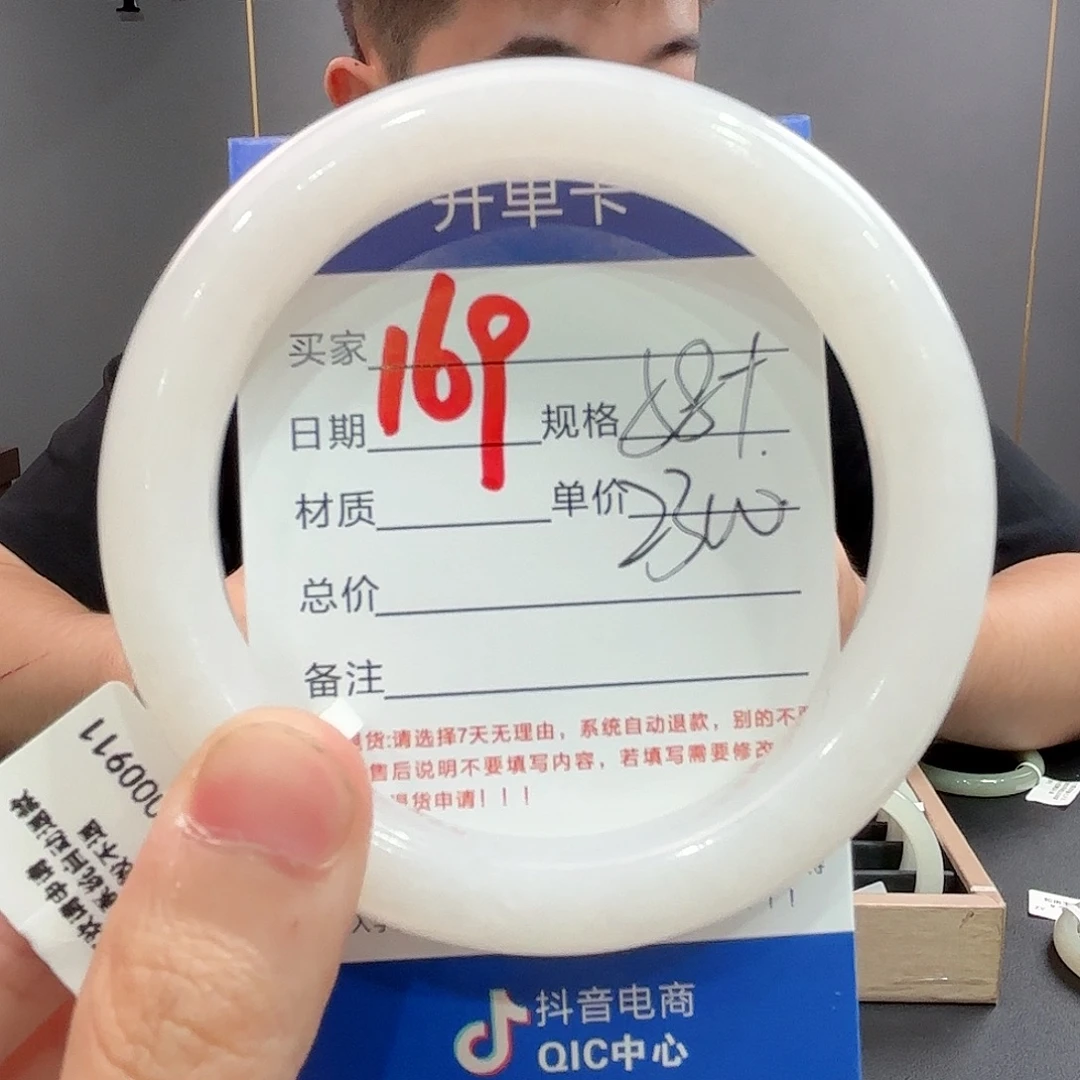 开单卡
买家
169
日期 规格
材质 单价 2300
总价
备注
货:请选择7天无理由，系统自动退款，别的不
售后说明不要填写内容，若填写需要修改
退货申请！！！
抖音电商
QIC中心
000911